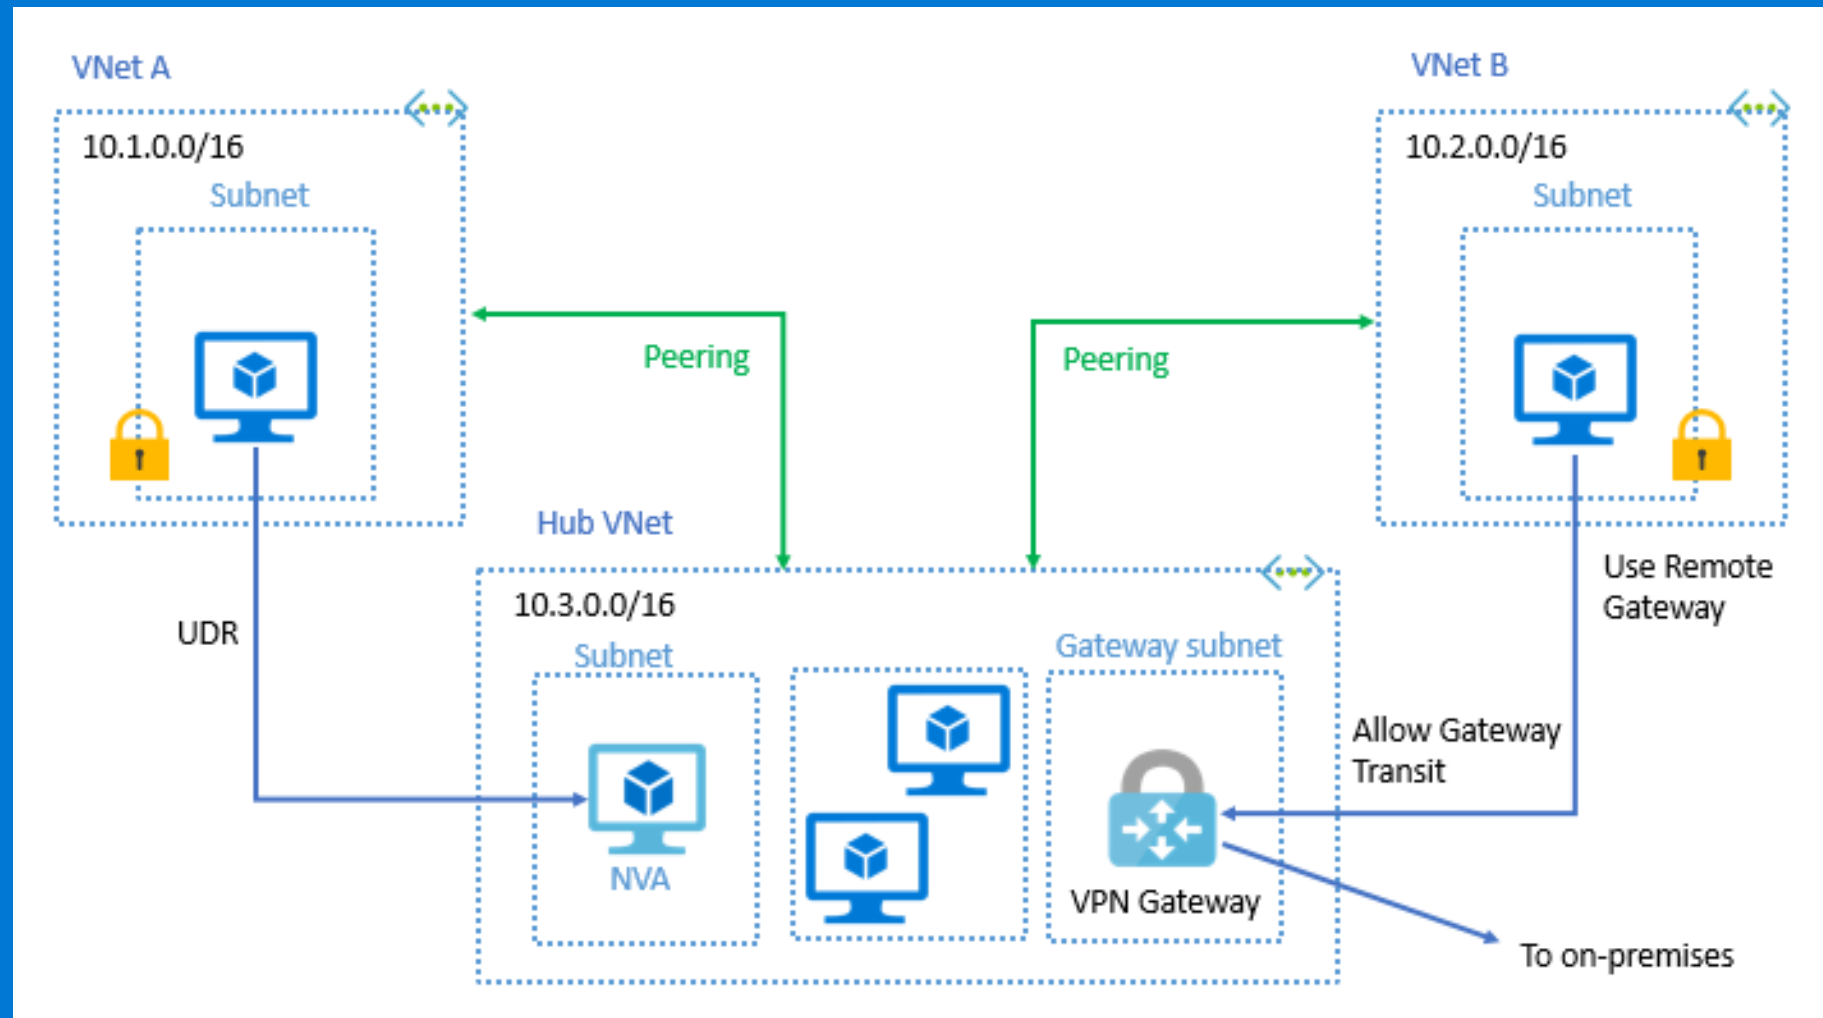 VNet A
VNet B
10.1.0.0/16
10.2.0.0/16
Subnet
Subnet
Peering
Peering
Hub VNet
Use Remote
Gateway
10.3.0.0/16
UDR
Subnet
Gateway subnet
Allow Gateway
Transit
NVA
VPN Gateway
To on-premises